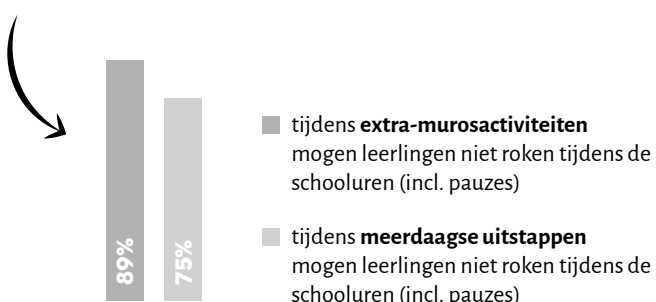 89%
75%
tijdens extra-murosactiviteiten
mogen leerlingen niet roken tijdens de
schooluren (incl. pauzes)
tijdens meerdaagse uitstappen
mogen leerlingen niet roken tijdens de
schooluren (incl. pauzes)